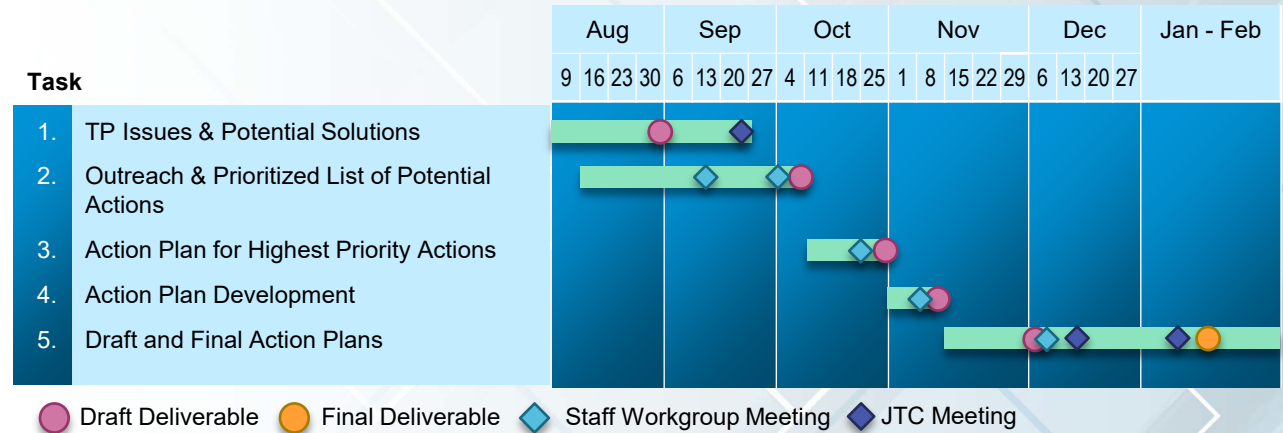 Aug Sep Oct Nov Dec Jan - Feb
Task 9 16 23 30 6 13 20 27 4 11 18 25 1 8 15 22 29 6 13 20 27
1. TP Issues & Potential Solutions
2. Outreach & Prioritized List of Potential
Actions
3. Action Plan for Highest Priority Actions
4. Action Plan Development
5. Draft and Final Action Plans
Draft Deliverable Final Deliverable Staff Workgroup Meeting JTC Meeting